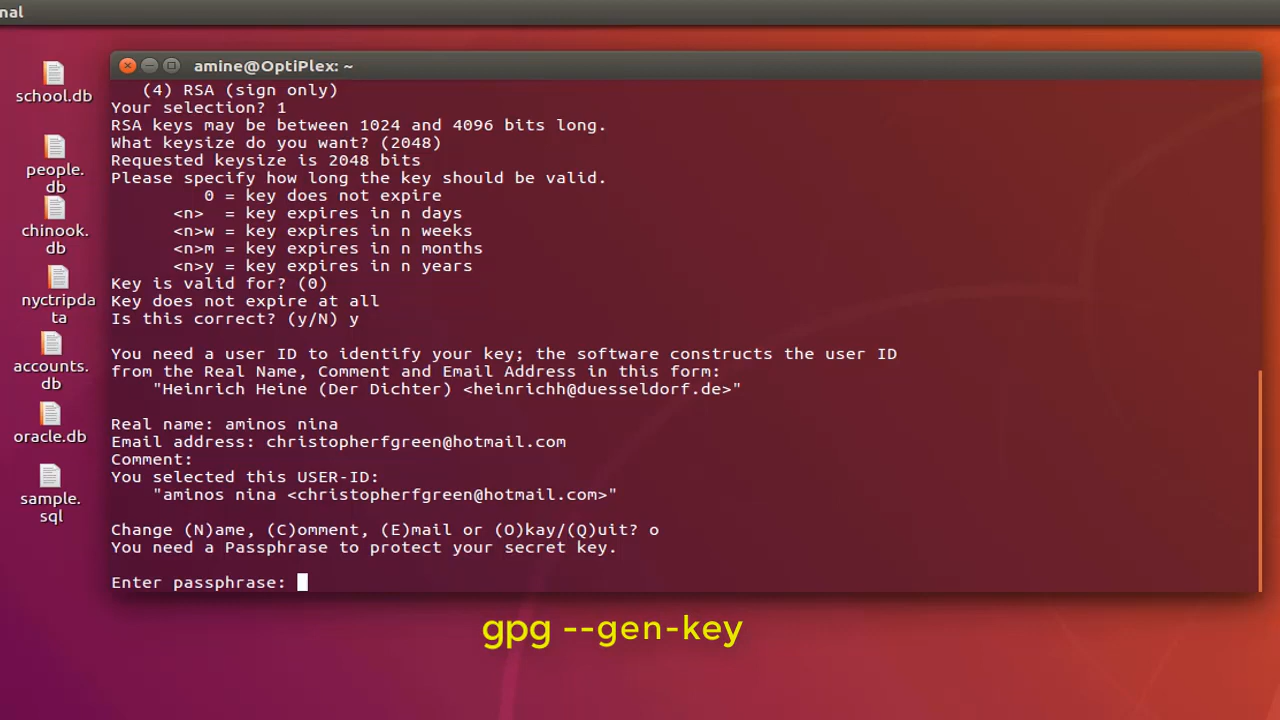 nal
amine@OptiPlex: ~
school.db
people.
db
chinook.
db
nyctripda
ta
accounts.
db
oracle.db
sample.
sql
(4) RSA (sign only)
Your selection? 1
RSA keys may be between 1024 and 4096 bits long.
What keysize do you want? (2048)
Requested keysize is 2048 bits
Please specify how long the key should be valid.
0 = key does not expire
<n>  = key expires in n days
<n>w = key expires in n weeks
<n>m = key expires in n months
<n>y = key expires in n years
Key is valid for? (0)
Key does not expire at all
Is this correct? (y/N) y
You need a user ID to identify your key; the software constructs the user ID
from the Real Name, Comment and Email Address in this form:
"Heinrich Heine (Der Dichter) <heinrichh@duesseldorf.de>"
Real name: aminos nina
Email address: christopherfgreen@hotmail.com
Comment:
You selected this USER-ID:
"aminos nina <christopherfgreen@hotmail.com>"
Change (N)ame, (C)omment, (E)mail or (O)kay/(Q)uit? o
You need a Passphrase to protect your secret key.
Enter passphrase:
gpg --gen-key